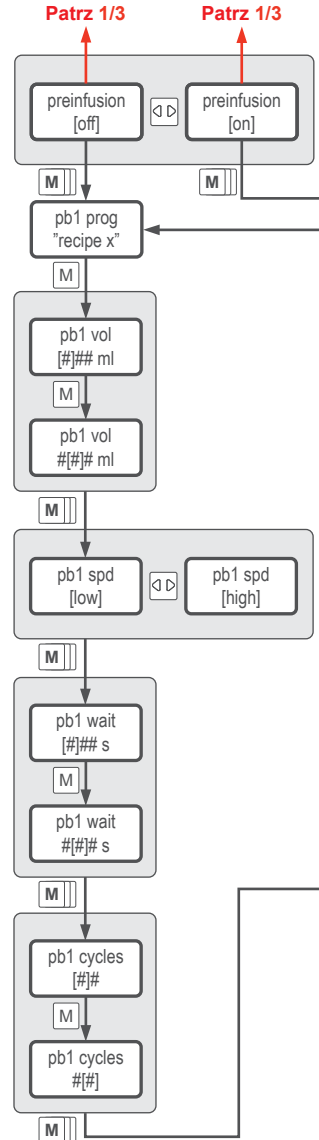 Patrz 1/3
Patrz 1/3
preinfusion
[off]
preinfusion
[on]
M
M
pb1 prog
"recipe x"
M
pb1 vol
[#]## ml
M
pb1 vol
#[#]# ml
M
pb1 spd
[low]
pb1 spd
[high]
M
pb1 wait
[#]## s
M
pb1 wait
#[#]# s
M
pb1 cycles
[#]#
M
pb1 cycles
#[#]
M